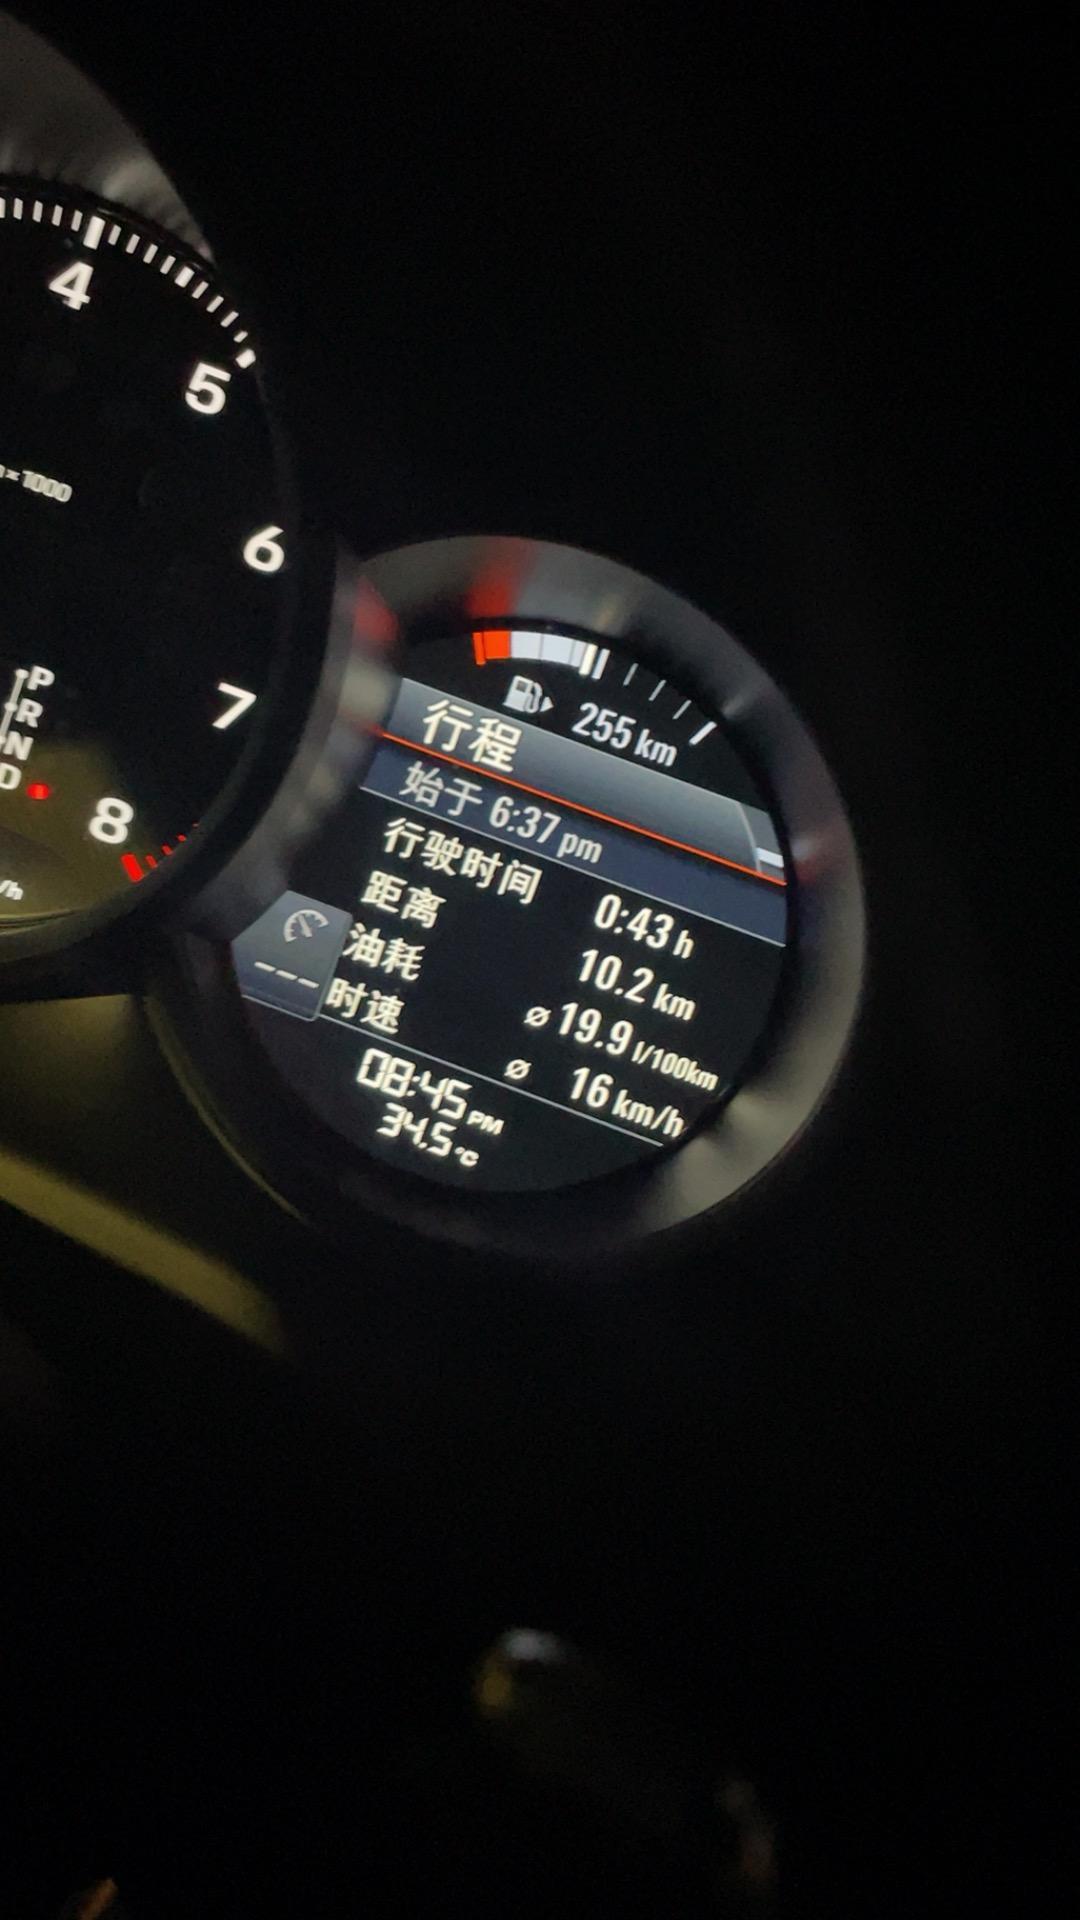 4
5
x1000
6
7
8
P
R
N
D
/h
255 km
行程
始于 6:37 pm
行驶时间 0:43 h
距离 10.2 km
油耗 ⌀ 19.9 l/100km
时速 ⌀ 16 km/h
---
08:45 PM
34.5 °C